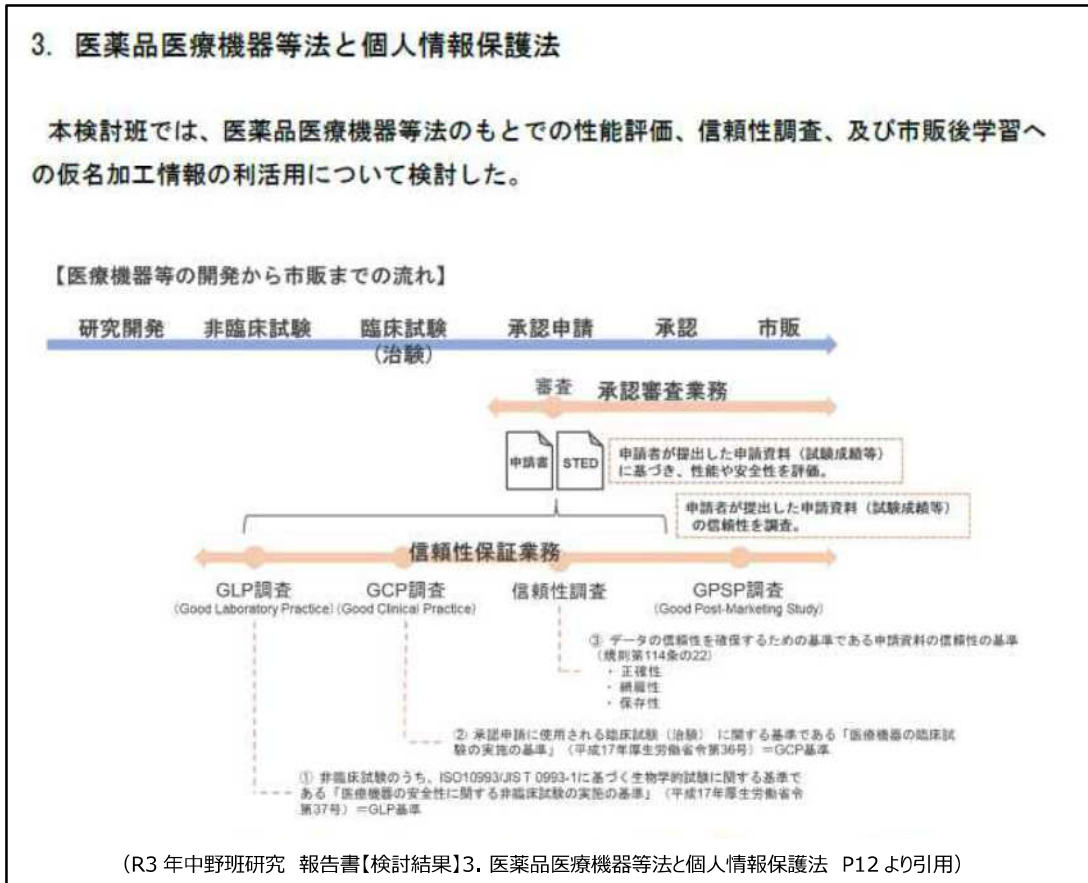 3. 医薬品医療機器等法と個人情報保護法
本検討班では、医薬品医療機器等法のもとでの性能評価、信頼性調査、及び市販後学習へ
の仮名加工情報の利活用について検討した。
【医療機器等の開発から市販までの流れ】
研究開発 非臨床試験 臨床試験 承認申請 承認 市販
(治験)
審査 承認審査業務
申請書 STED
申請者が提出した申請資料（試験成績等）
に基づき、性能や安全性を評価。
申請者が提出した申請資料（試験成績等）
の信頼性を調査。
信頼性保証業務
GLP調査 GCP調査 信頼性調査 GPSP調査
(Good Laboratory Practice) (Good Clinical Practice) (Good Post-Marketing Study)
③ データの信頼性を確保するための基準である申請資料の信頼性の基準
（規則第114条の22）
・正確性
・網羅性
・保存性
② 承認申請に使用される臨床試験（治験） に関する基準である「医療機器の臨床試
験の実施の基準」（平成17年厚生労働省令第36号）＝GCP基準
① 非臨床試験のうち、ISO10993/JIS T 0993-1に基づく生物学的試験に関する基準で
ある「医療機器の安全性に関する非臨床試験の実施の基準」（平成17年厚生労働省令
第37号）＝GLP基準
（R3 年中野班研究 報告書【検討結果】3. 医薬品医療機器等法と個人情報保護法 P12 より引用）